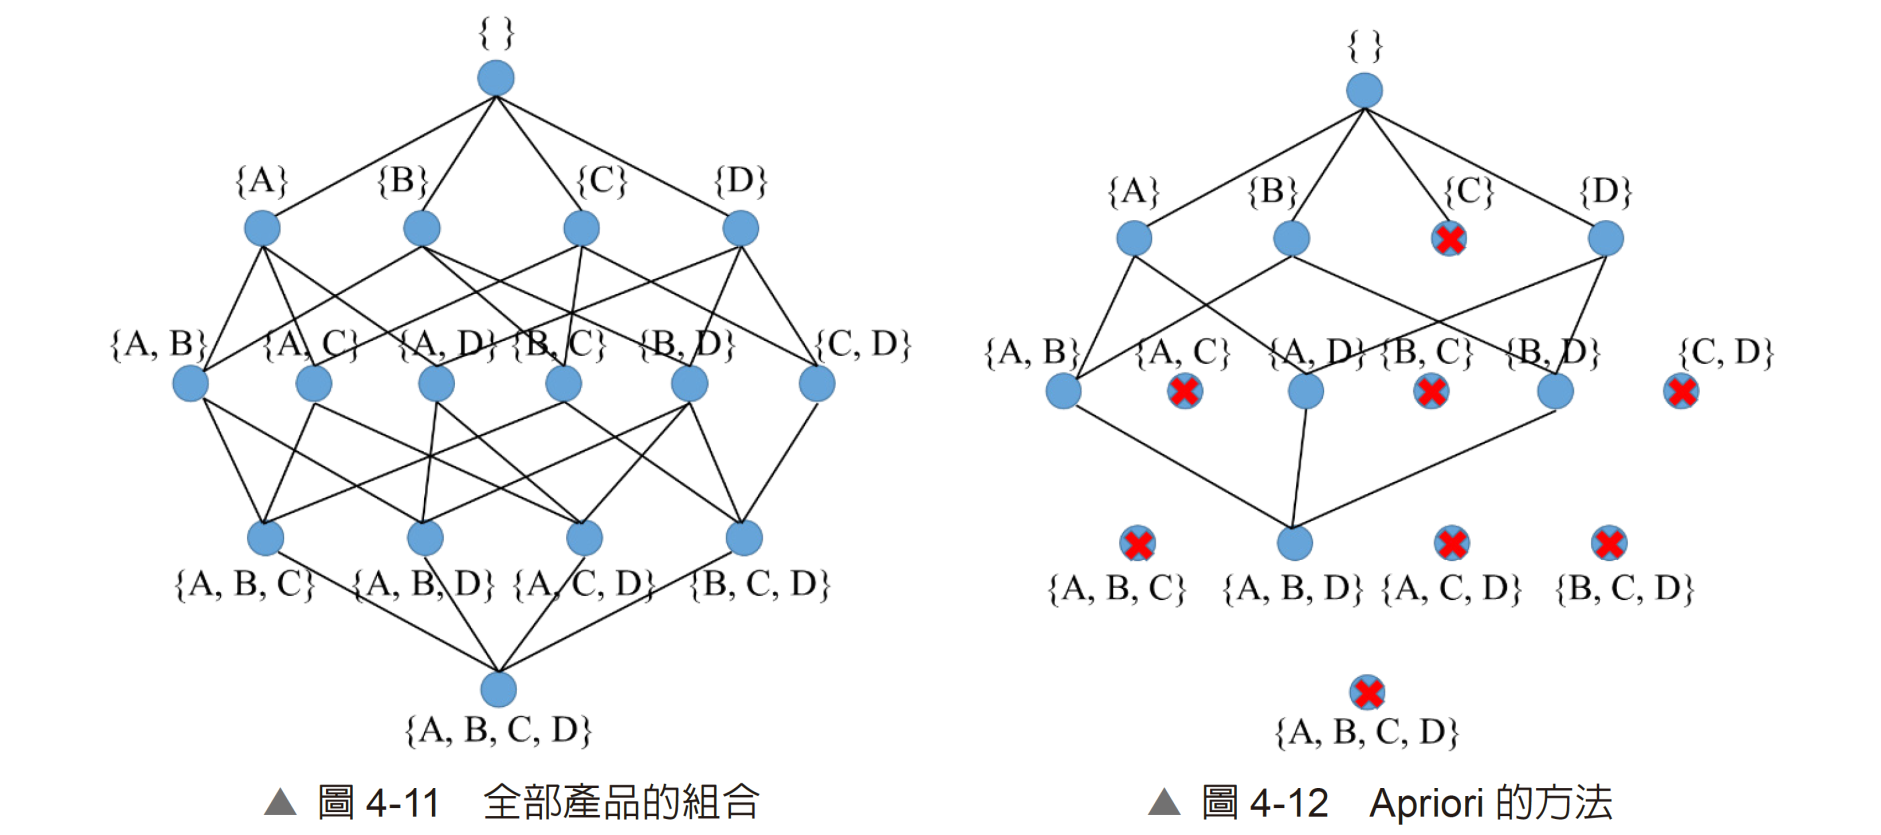 { }
{A} {B} {C} {D}
{A, B} {A, C} {A, D} {B, C} {B, D} {C, D}
{A, B, C} {A, B, D} {A, C, D} {B, C, D}
{A, B, C, D}
▲ 圖 4-11 全部產品的組合
{ }
{A} {B} {C} {D}
{A, B} {A, C} {A, D} {B, C} {B, D} {C, D}
{A, B, C} {A, B, D} {A, C, D} {B, C, D}
{A, B, C, D}
▲ 圖 4-12 Apriori 的方法